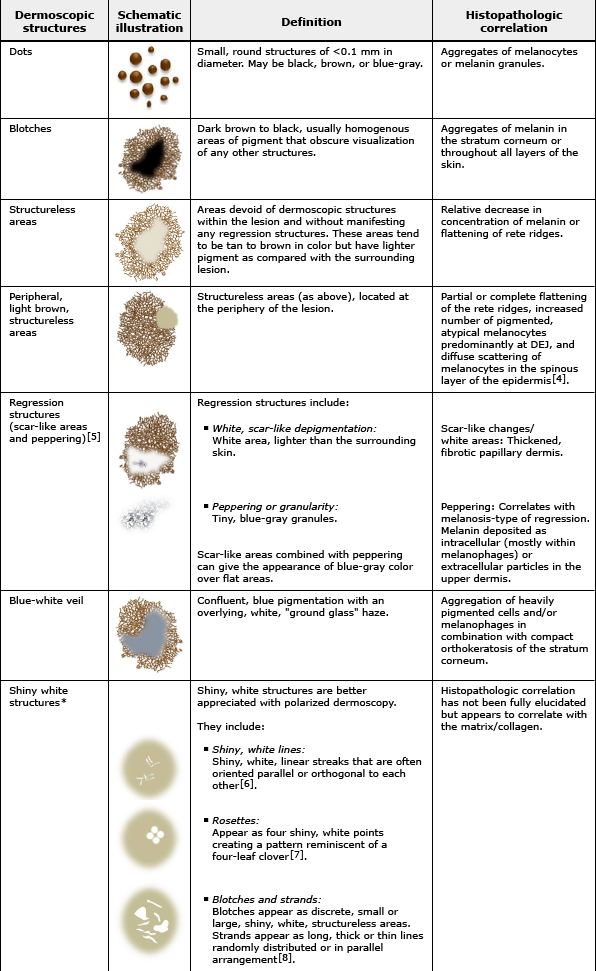 Dermoscopic structures
Schematic illustration
Definition
Histopathologic correlation
Dots
Small, round structures of <0.1 mm in
diameter. May be black, brown, or blue-gray.
Aggregates of melanocytes
or melanin granules.
Blotches
Dark brown to black, usually homogenous
areas of pigment that obscure visualization
of any other structures.
Aggregates of melanin in
the stratum corneum or
throughout all layers of the
skin.
Structureless
areas
Areas devoid of dermoscopic structures
within the lesion and without manifesting
any regression structures. These areas tend
to be tan to brown in color but have lighter
pigment as compared with the surrounding
lesion.
Relative decrease in
concentration of melanin or
flattening of rete ridges.
Peripheral,
light brown,
structureless
areas
Structureless areas (as above), located at
the periphery of the lesion.
Partial or complete flattening
of the rete ridges, increased
number of pigmented,
atypical melanocytes
predominantly at DEJ, and
diffuse scattering of
melanocytes in the spinous
layer of the epidermis[4].
Regression
structures
(scar-like areas
and peppering)[5]
Regression structures include:
▪ White, scar-like depigmentation:
White area, lighter than the surrounding
skin.
Scar-like changes/
white areas: Thickened,
fibrotic papillary dermis.
▪ Peppering or granularity:
Tiny, blue-gray granules.
Scar-like areas combined with peppering
can give the appearance of blue-gray color
over flat areas.
Peppering: Correlates with
melanosis-type of regression.
Melanin deposited as
intracellular (mostly within
melanophages) or
extracellular particles in the
upper dermis.
Blue-white veil
Confluent, blue pigmentation with an
overlying, white, "ground glass" haze.
Aggregation of heavily
pigmented cells and/or
melanophages in
combination with compact
orthokeratosis of the stratum
corneum.
Shiny white
structures*
Shiny, white structures are better
appreciated with polarized dermoscopy.
They include:
▪ Shiny, white lines:
Shiny, white, linear streaks that are often
oriented parallel or orthogonal to each
other[6].
▪ Rosettes:
Appear as four shiny, white points
creating a pattern reminiscent of a
four-leaf clover[7].
▪ Blotches and strands:
Blotches appear as discrete, small or
large, shiny, white, structureless areas.
Strands appear as long, thick or thin lines
randomly distributed or in parallel
arrangement[8].
Histopathologic correlation
has not been fully elucidated
but appears to correlate with
the matrix/collagen.